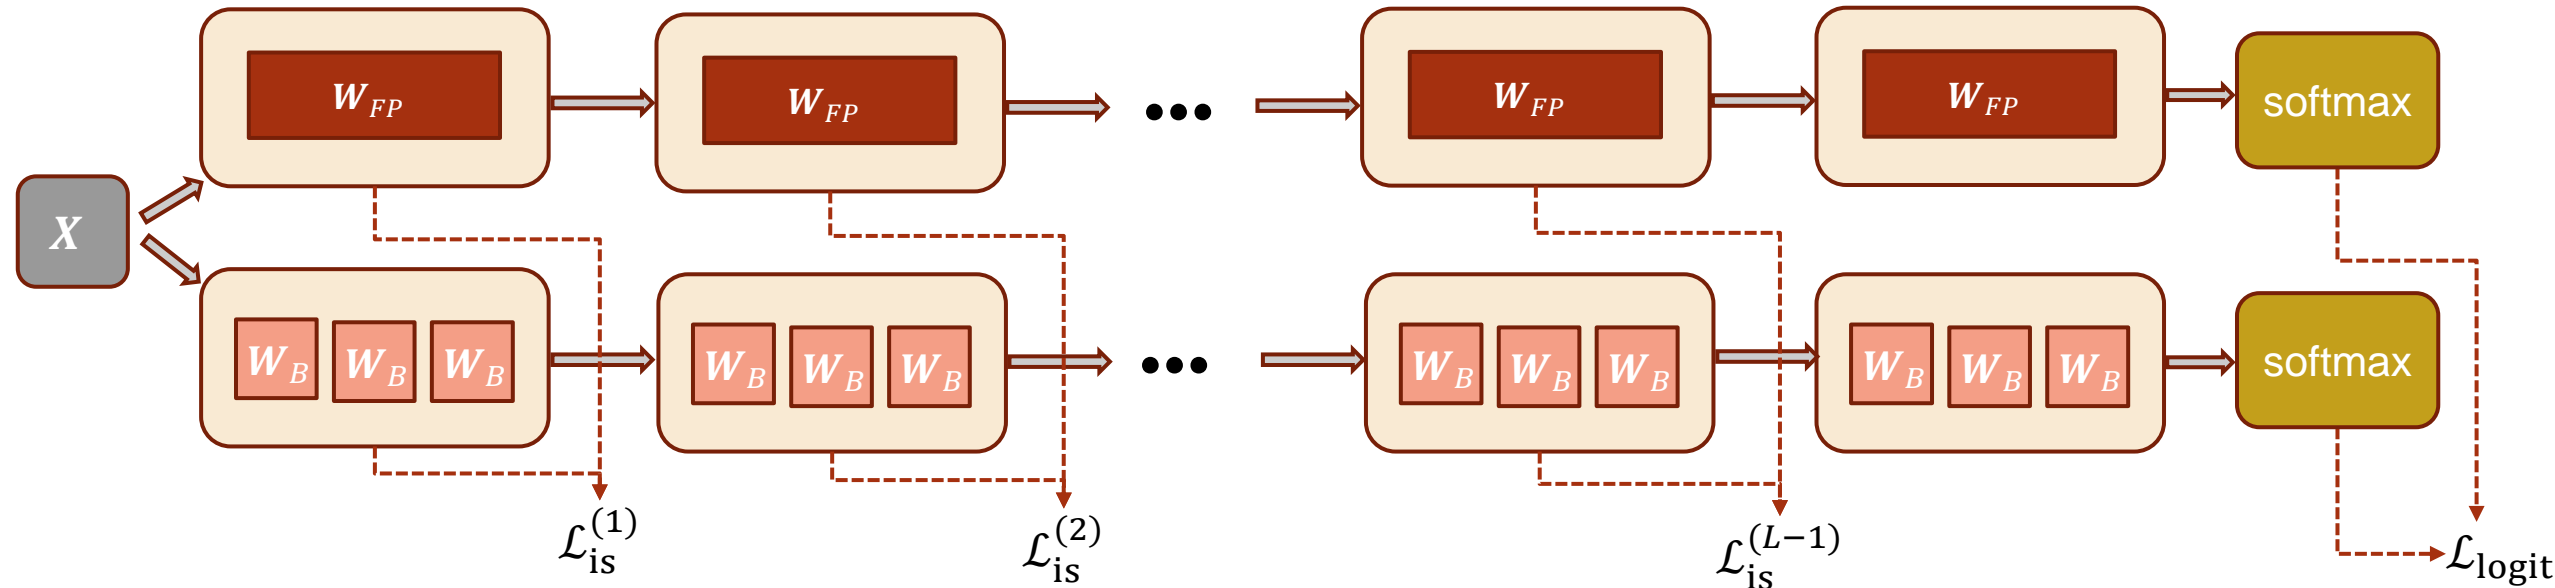 W_FP
W_FP
•••
W_FP
W_FP
softmax
X
W_B W_B W_B
W_B W_B W_B
•••
W_B W_B W_B
W_B W_B W_B
softmax
ℒ_is^(1)
ℒ_is^(2)
ℒ_is^(L−1)
ℒ_logit